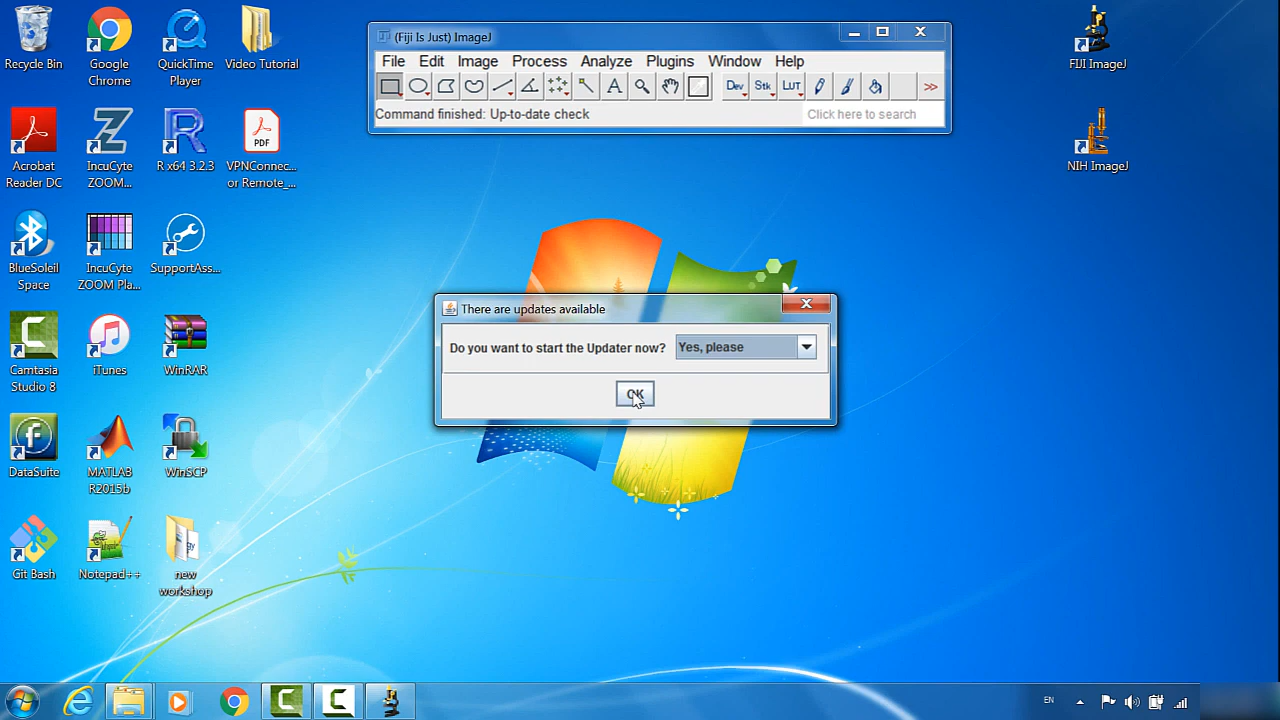 (Fiji Is Just) ImageJ
File Edit Image Process Analyze Plugins Window Help
A Dev Stk LUT >>
Command finished: Up-to-date check
Click here to search
Recycle Bin
Google
Chrome
QuickTime
Player
Video Tutorial
FIJI ImageJ
Acrobat
Reader DC
IncuCyte
ZOOM...
R x64 3.2.3
PDF
VPNConnec...
or Remote_...
NIH ImageJ
BlueSoleil
Space
IncuCyte
ZOOM Pla...
SupportAss...
There are updates available
Do you want to start the Updater now? Yes, please
OK
Camtasia
Studio 8
iTunes
WinRAR
DataSuite
MATLAB
R2015b
WinSCP
Git Bash
Notepad++
new
workshop
EN